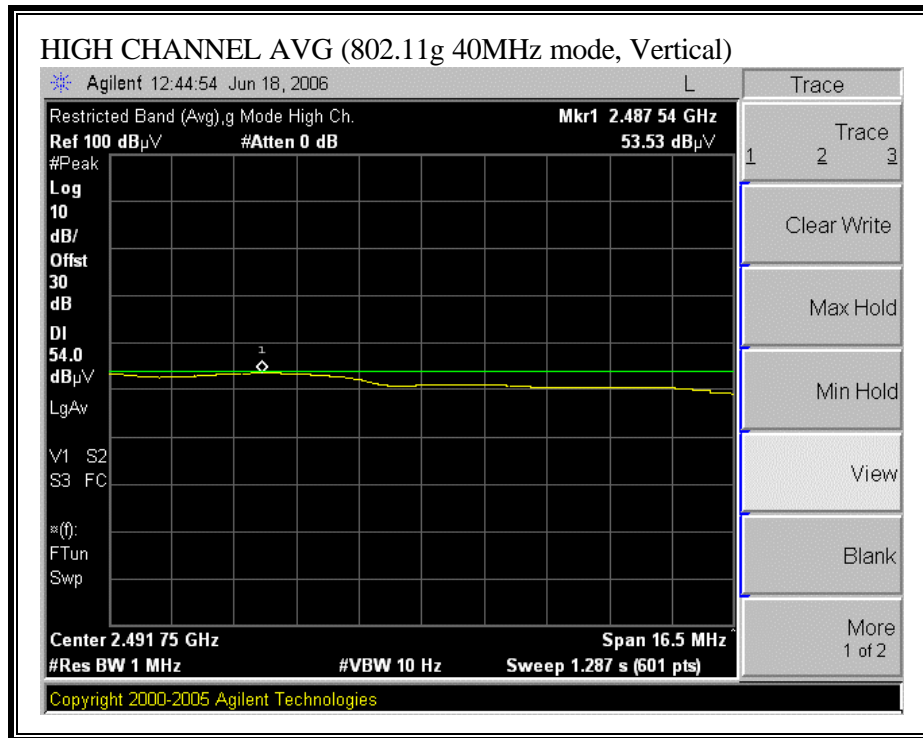 HIGH CHANNEL AVG (802.11g 40MHz mode, Vertical)
Agilent 12:44:54 Jun 18, 2006 L
Restricted Band (Avg),g Mode High Ch.
Mkr1 2.487 54 GHz
Ref 100 dBµV #Atten 0 dB 53.53 dBµV
#Peak
Log
10
dB/
Offst
30
dB
DI
54.0
dBµV
LgAv
V1 S2
S3 FC
¤(f):
FTun
Swp
1
Center 2.491 75 GHz Span 16.5 MHz^
#Res BW 1 MHz #VBW 10 Hz Sweep 1.287 s (601 pts)
Copyright 2000-2005 Agilent Technologies
Trace
Trace
1 2 3
Clear Write
Max Hold
Min Hold
View
Blank
More
1 of 2